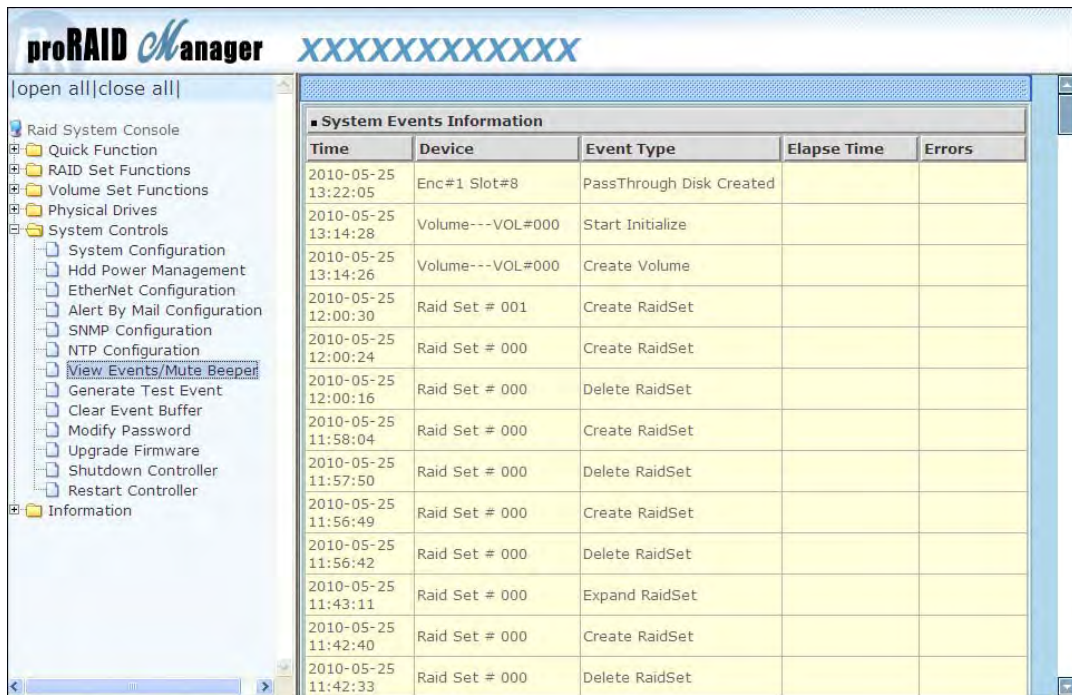 proRAID Manager XXXXXXXXXXXX
|open all|close all|
Raid System Console
Quick Function
RAID Set Functions
Volume Set Functions
Physical Drives
System Controls
System Configuration
Hdd Power Management
EtherNet Configuration
Alert By Mail Configuration
SNMP Configuration
NTP Configuration
View Events/Mute Beeper
Generate Test Event
Clear Event Buffer
Modify Password
Upgrade Firmware
Shutdown Controller
Restart Controller
Information
System Events Information
Time Device Event Type Elapse Time Errors
2010-05-25 13:22:05 Enc#1 Slot#8 PassThrough Disk Created
2010-05-25 13:14:28 Volume---VOL#000 Start Initialize
2010-05-25 13:14:26 Volume---VOL#000 Create Volume
2010-05-25 12:00:30 Raid Set # 001 Create RaidSet
2010-05-25 12:00:24 Raid Set # 000 Create RaidSet
2010-05-25 12:00:16 Raid Set # 000 Delete RaidSet
2010-05-25 11:58:04 Raid Set # 000 Create RaidSet
2010-05-25 11:57:50 Raid Set # 000 Delete RaidSet
2010-05-25 11:56:49 Raid Set # 000 Create RaidSet
2010-05-25 11:56:42 Raid Set # 000 Delete RaidSet
2010-05-25 11:43:11 Raid Set # 000 Expand RaidSet
2010-05-25 11:42:40 Raid Set # 000 Create RaidSet
2010-05-25 11:42:33 Raid Set # 000 Delete RaidSet